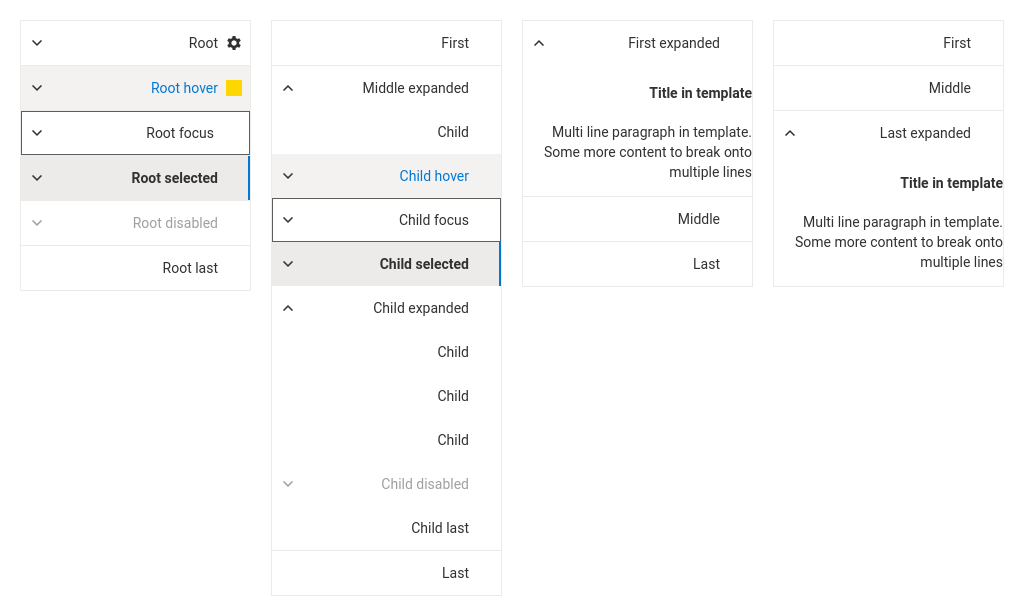 Root
Root hover
Root focus
Root selected
Root disabled
Root last
First
Middle expanded
Child
Child hover
Child focus
Child selected
Child expanded
Child
Child
Child
Child disabled
Child last
Last
First expanded
Title in template
Multi line paragraph in template.
Some more content to break onto
multiple lines
Middle
Last
First
Middle
Last expanded
Title in template
Multi line paragraph in template.
Some more content to break onto
multiple lines